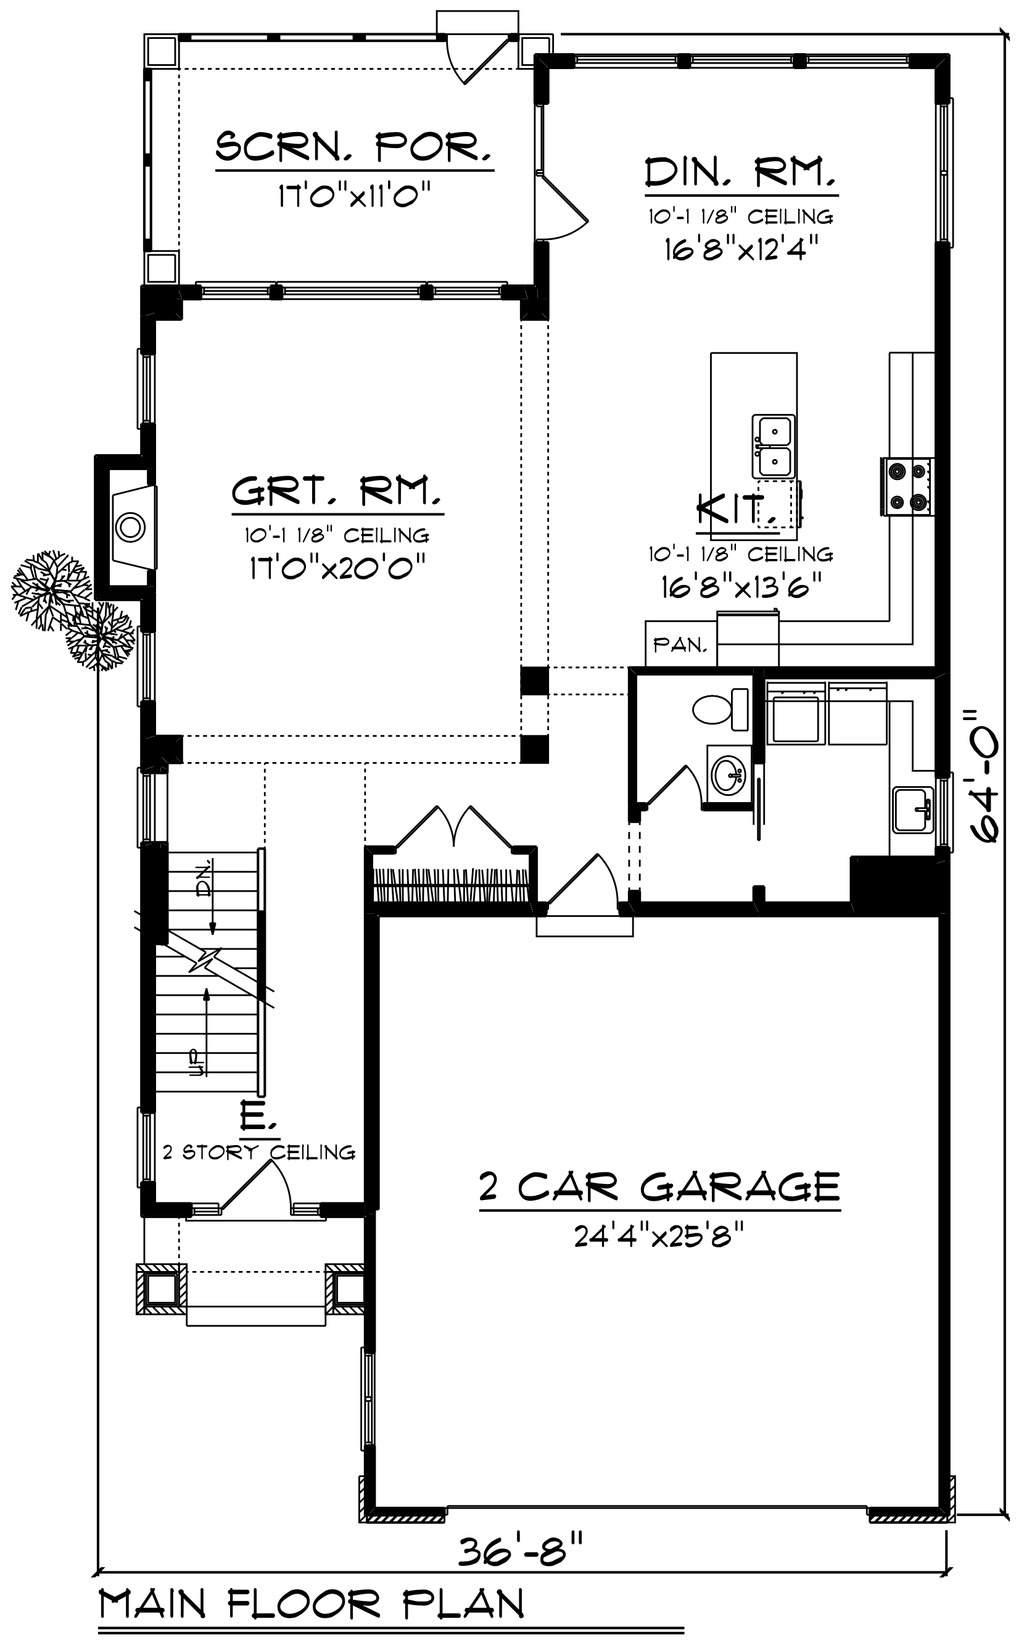 SCRN. POR.
17'0"x11'0"
DIN. RM.
10'-1 1/8" CEILING
16'8"x12'4"
GRT. RM.
10'-1 1/8" CEILING
17'0"x20'0"
KIT.
10'-1 1/8" CEILING
16'8"x13'6"
PAN.
64'-0"
DN.
UP
E.
2 STORY CEILING
2 CAR GARAGE
24'4"x25'8"
36'-8"
MAIN FLOOR PLAN